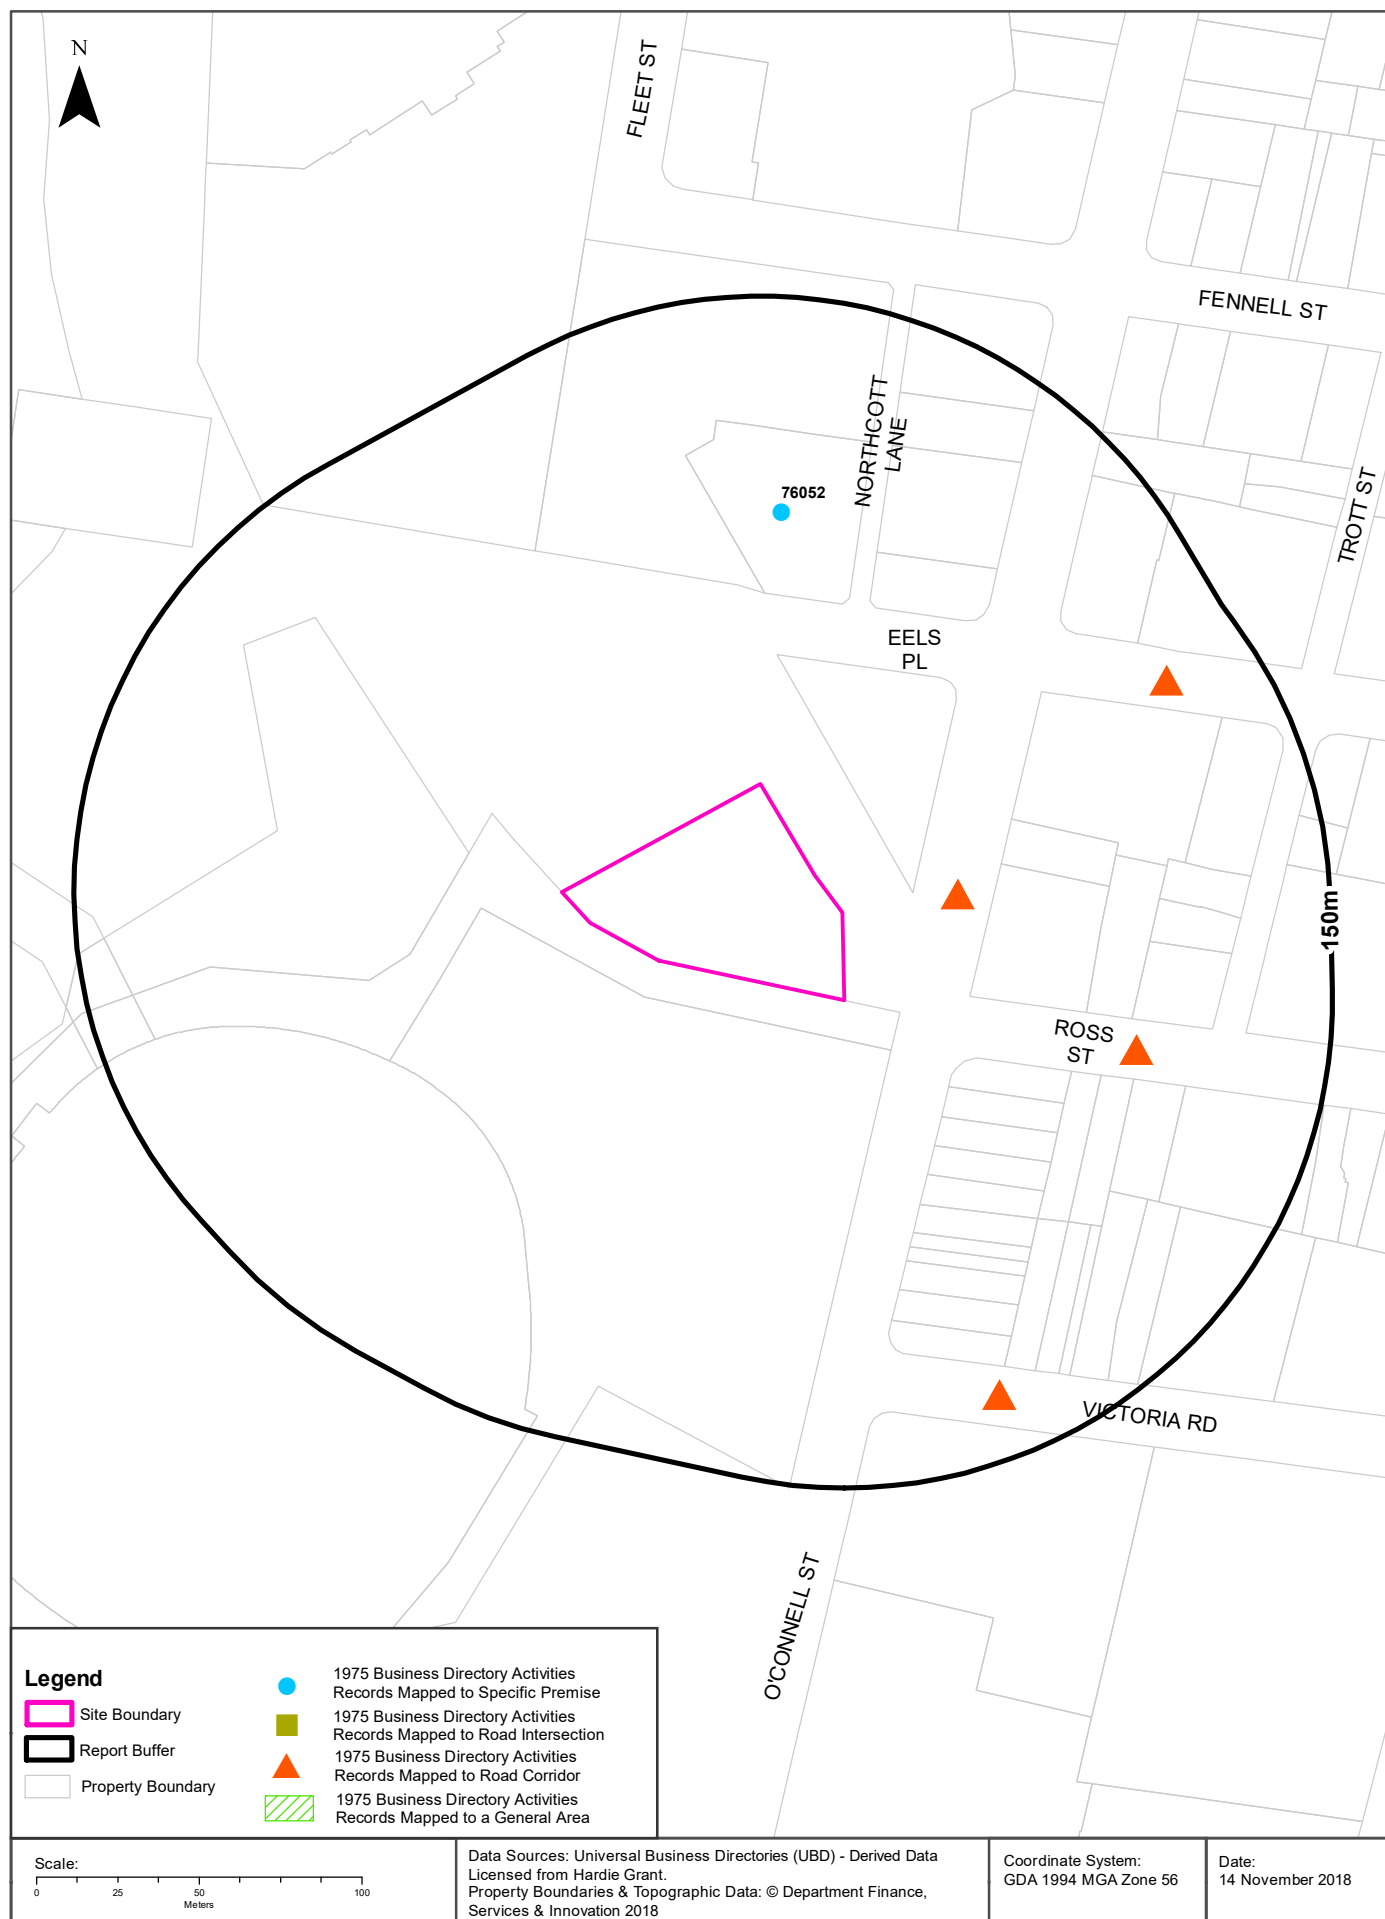 N
FLEET ST
FENNELL ST
NORTHCOTT
LANE
76052
TROTT ST
EELS
PL
150m
ROSS
ST
VICTORIA RD
O'CONNELL ST
Legend
Site Boundary
Report Buffer
Property Boundary
1975 Business Directory Activities
Records Mapped to Specific Premise
1975 Business Directory Activities
Records Mapped to Road Intersection
1975 Business Directory Activities
Records Mapped to Road Corridor
1975 Business Directory Activities
Records Mapped to a General Area
Scale:
0 25 50 100
Meters
Data Sources: Universal Business Directories (UBD) - Derived Data
Licensed from Hardie Grant.
Property Boundaries & Topographic Data: © Department Finance,
Services & Innovation 2018
Coordinate System:
GDA 1994 MGA Zone 56
Date:
14 November 2018